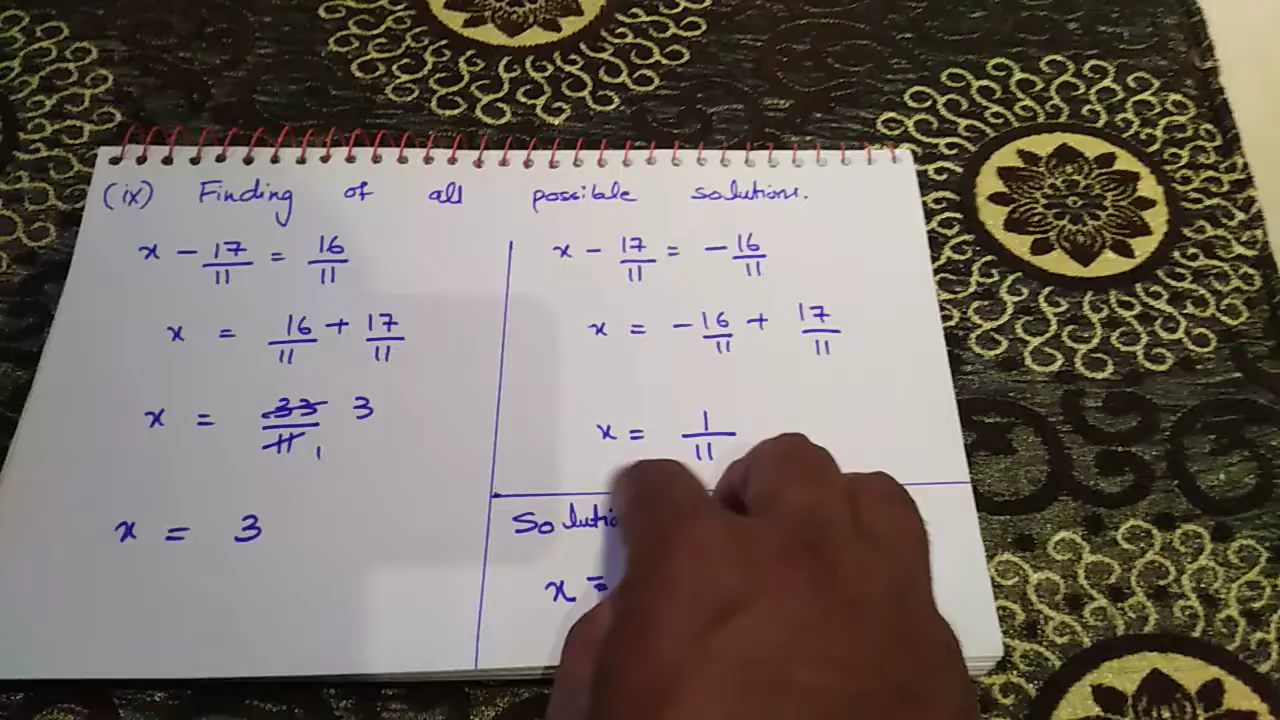 (ix) Finding of all possible solutions.
x - 17/11 = 16/11
x = 16/11 + 17/11
x = 33/11 3 1
x = 3
x - 17/11 = - 16/11
x = - 16/11 + 17/11
x = 1/11
x =